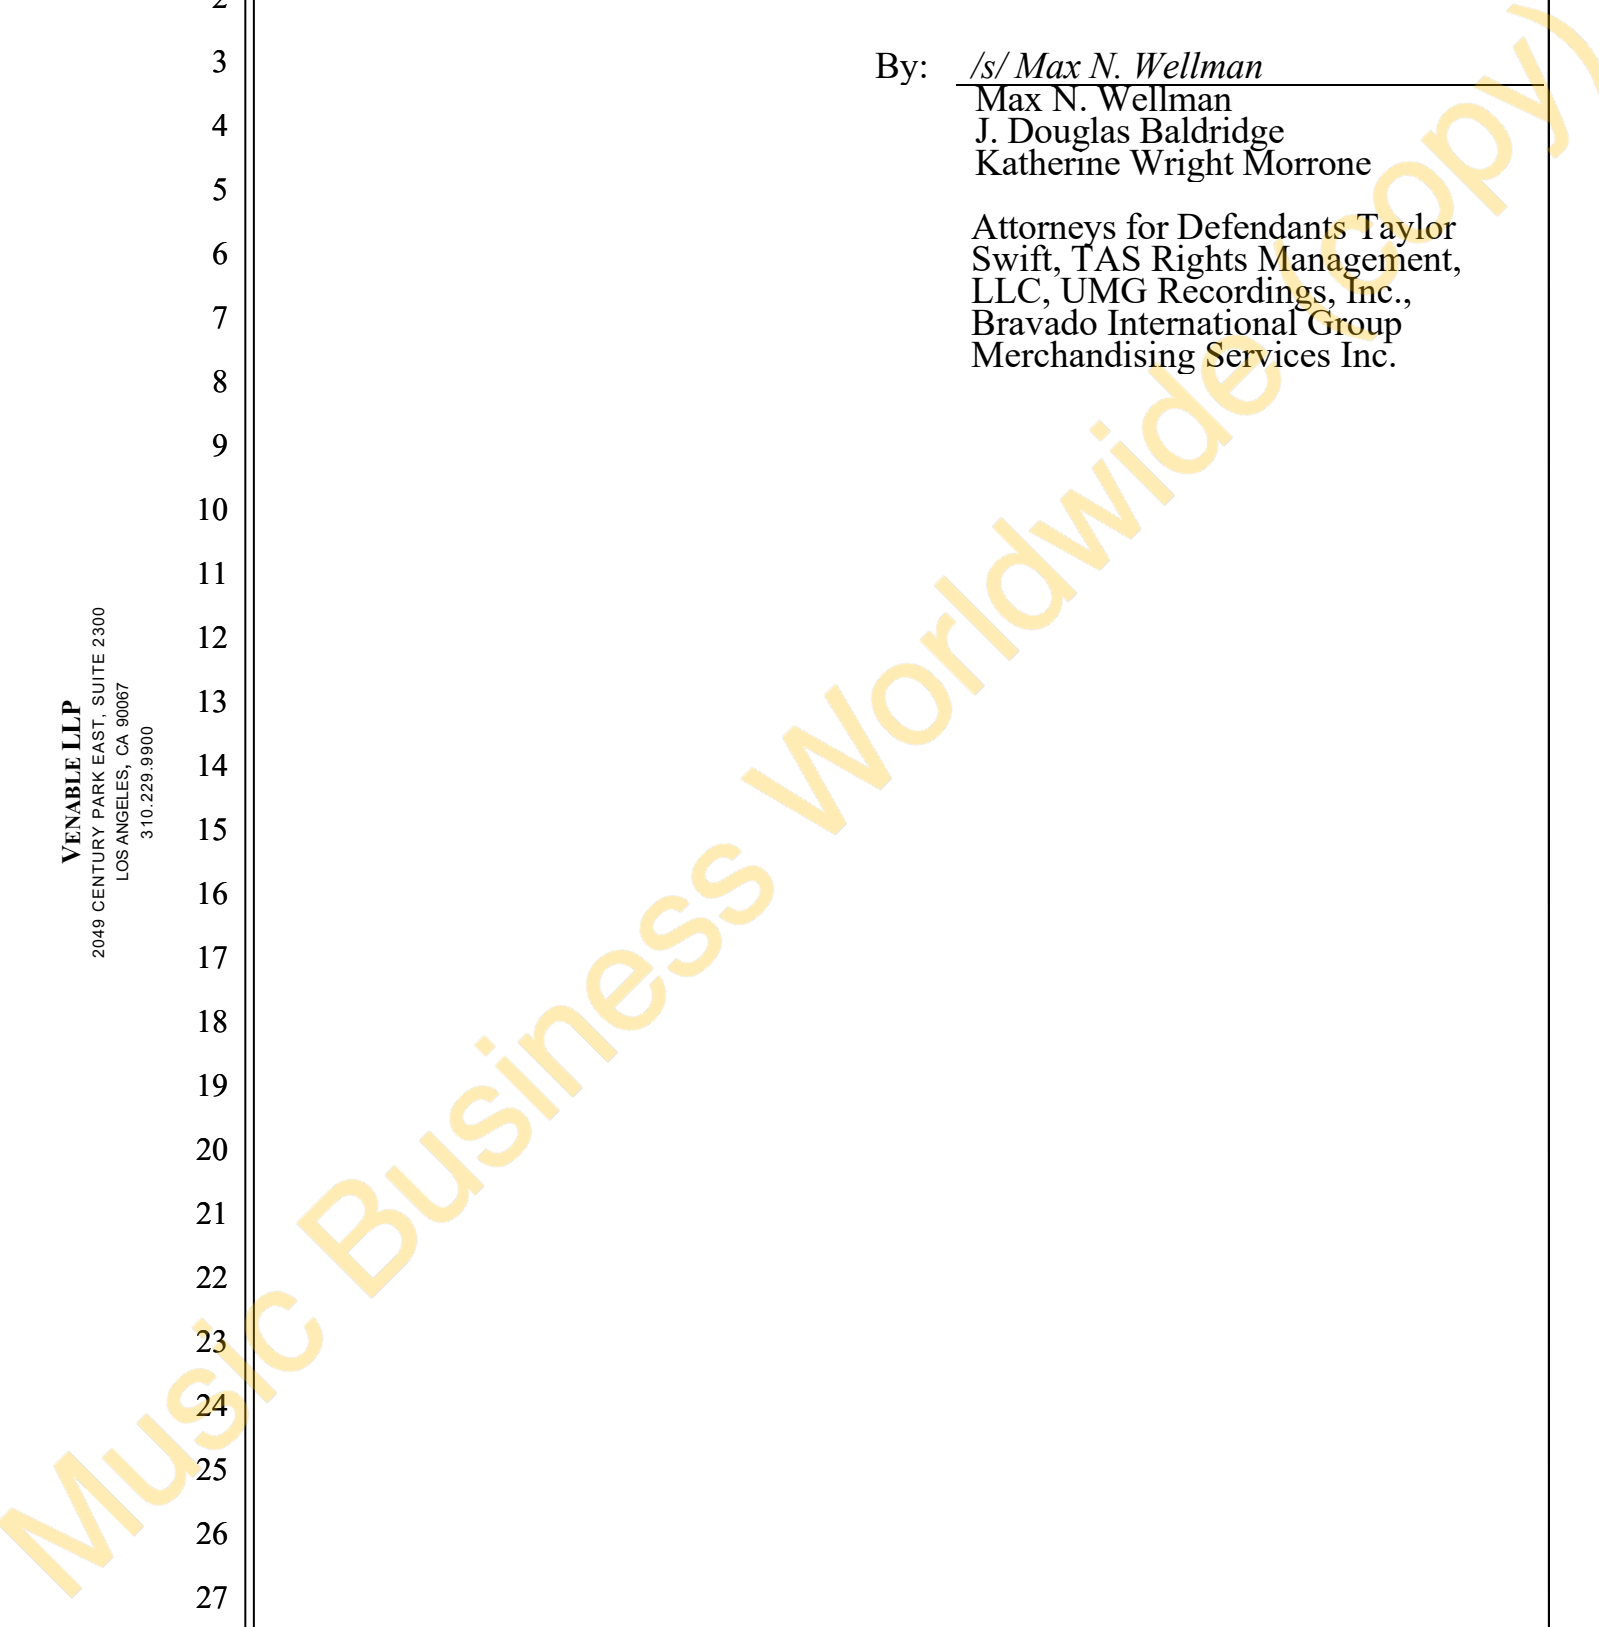 2
3
By: /s/ Max N. Wellman
Max N. Wellman
4
J. Douglas Baldridge
Katherine Wright Morrone
5
Attorneys for Defendants Taylor
6
Swift, TAS Rights Management,
LLC, UMG Recordings, Inc.,
7
Bravado International Group
Merchandising Services Inc.
8
9
10
11
12
13
14
15
16
17
18
19
20
21
22
23
24
25
26
27
VENABLE LLP
2049 CENTURY PARK EAST, SUITE 2300
LOS ANGELES, CA 90067
310.229.9900
Music Business Worldwide (copy)